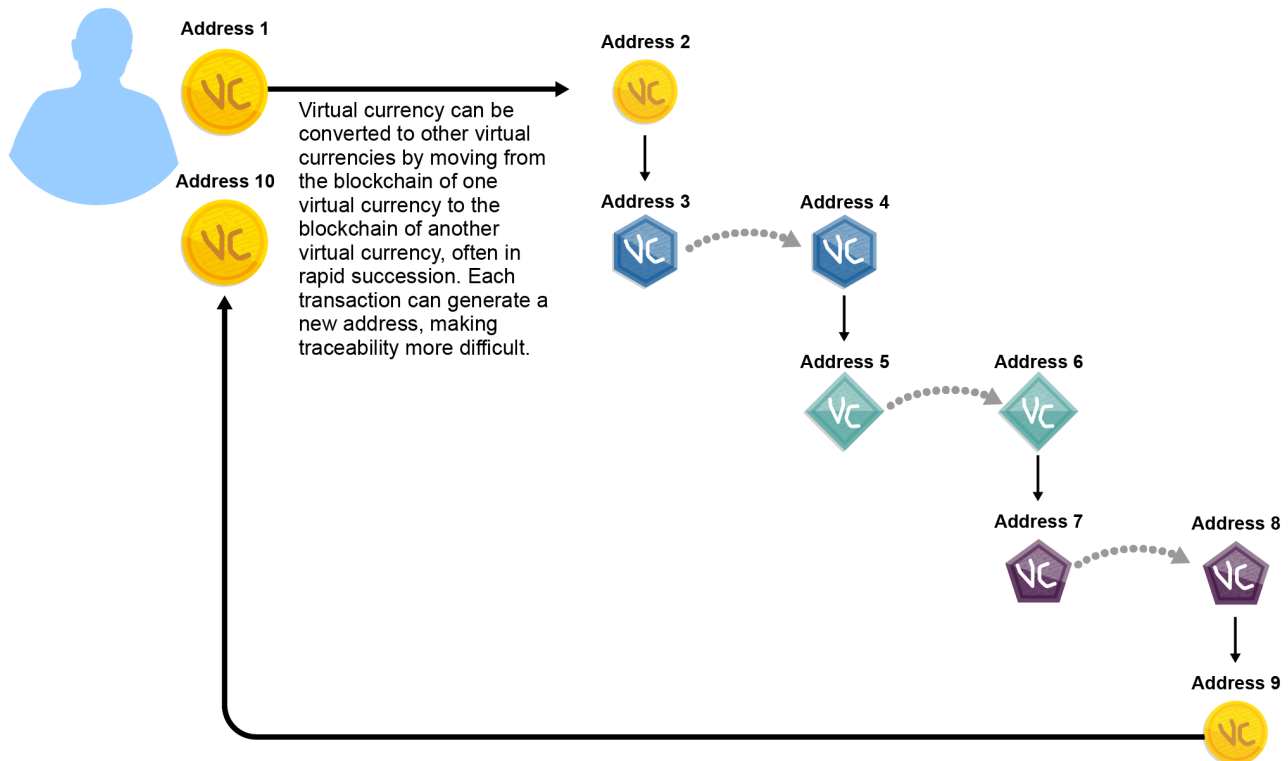 Address 1
VC
Address 2
VC
Virtual currency can be
converted to other virtual
currencies by moving from
the blockchain of one
virtual currency to the
blockchain of another
virtual currency, often in
rapid succession. Each
transaction can generate a
new address, making
traceability more difficult.
Address 10
VC
Address 3
VC
Address 4
VC
Address 5
VC
Address 6
VC
Address 7
VC
Address 8
VC
Address 9
VC